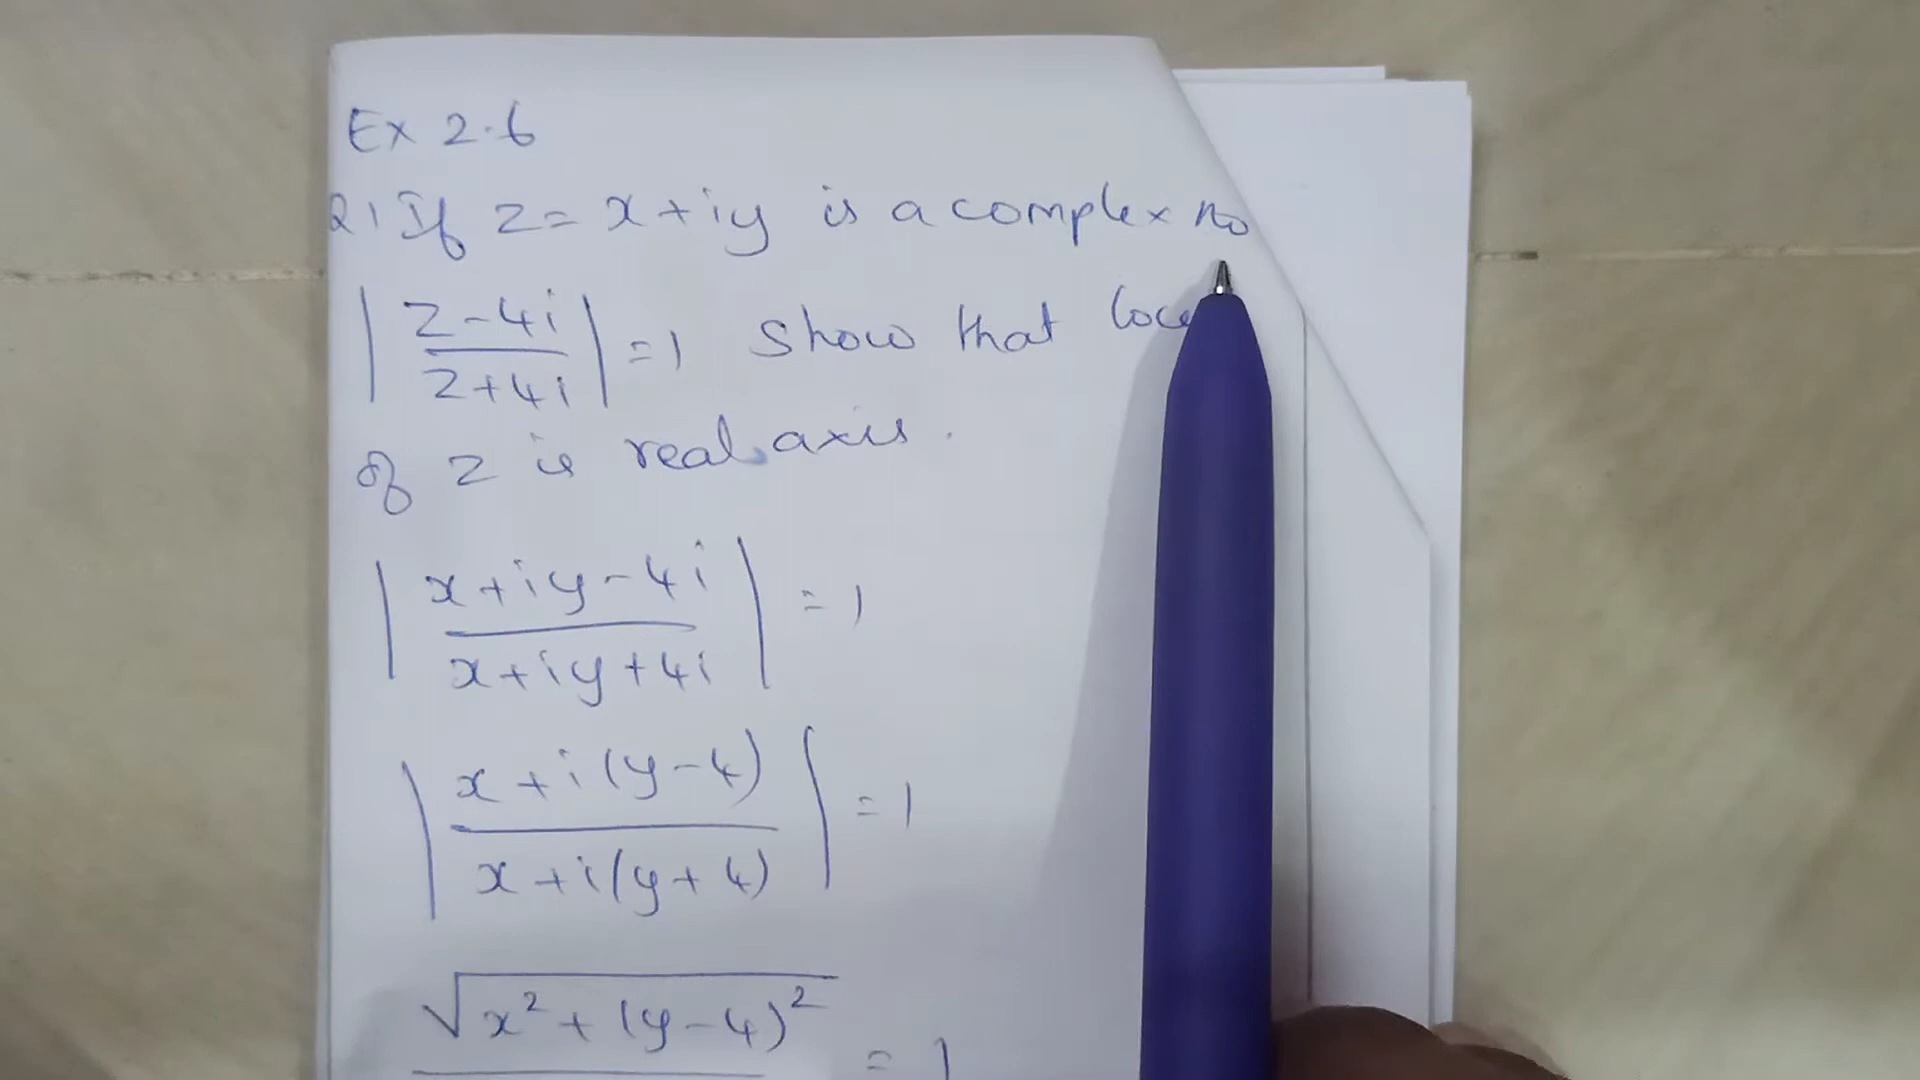 Ex 2.6
Q1 If z = x + iy is a complex no
| z - 4i / z + 4i | = 1 Show that
of z is real axis.
| x + iy - 4i / x + iy + 4i | = 1
| x + i(y - 4) / x + i(y + 4) | = 1
√x² + (y - 4)² = 1